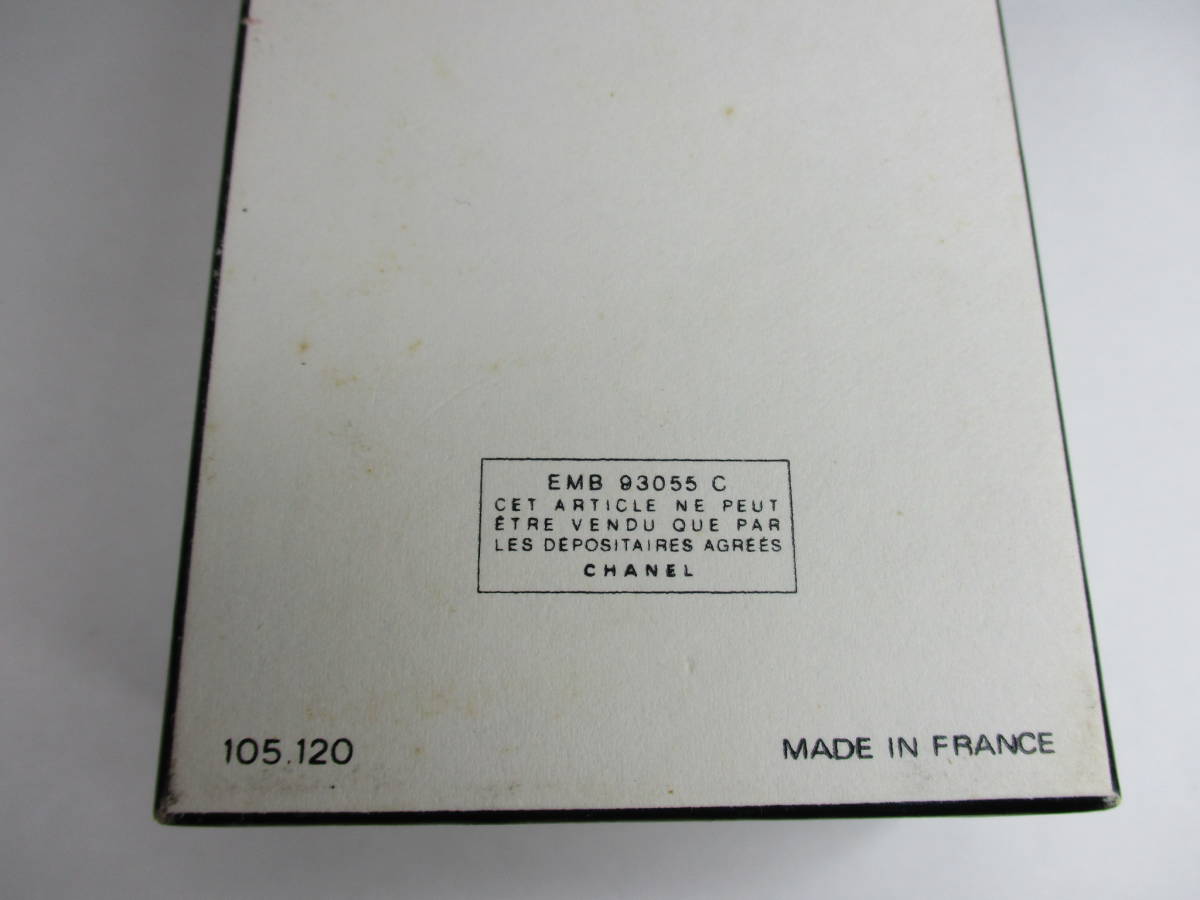 EMB 93055 C
CET ARTICLE NE PEUT
ÊTRE VENDU QUE PAR
LES DÉPOSITAIRES AGRÉÉS
CHANEL
105.120
MADE IN FRANCE